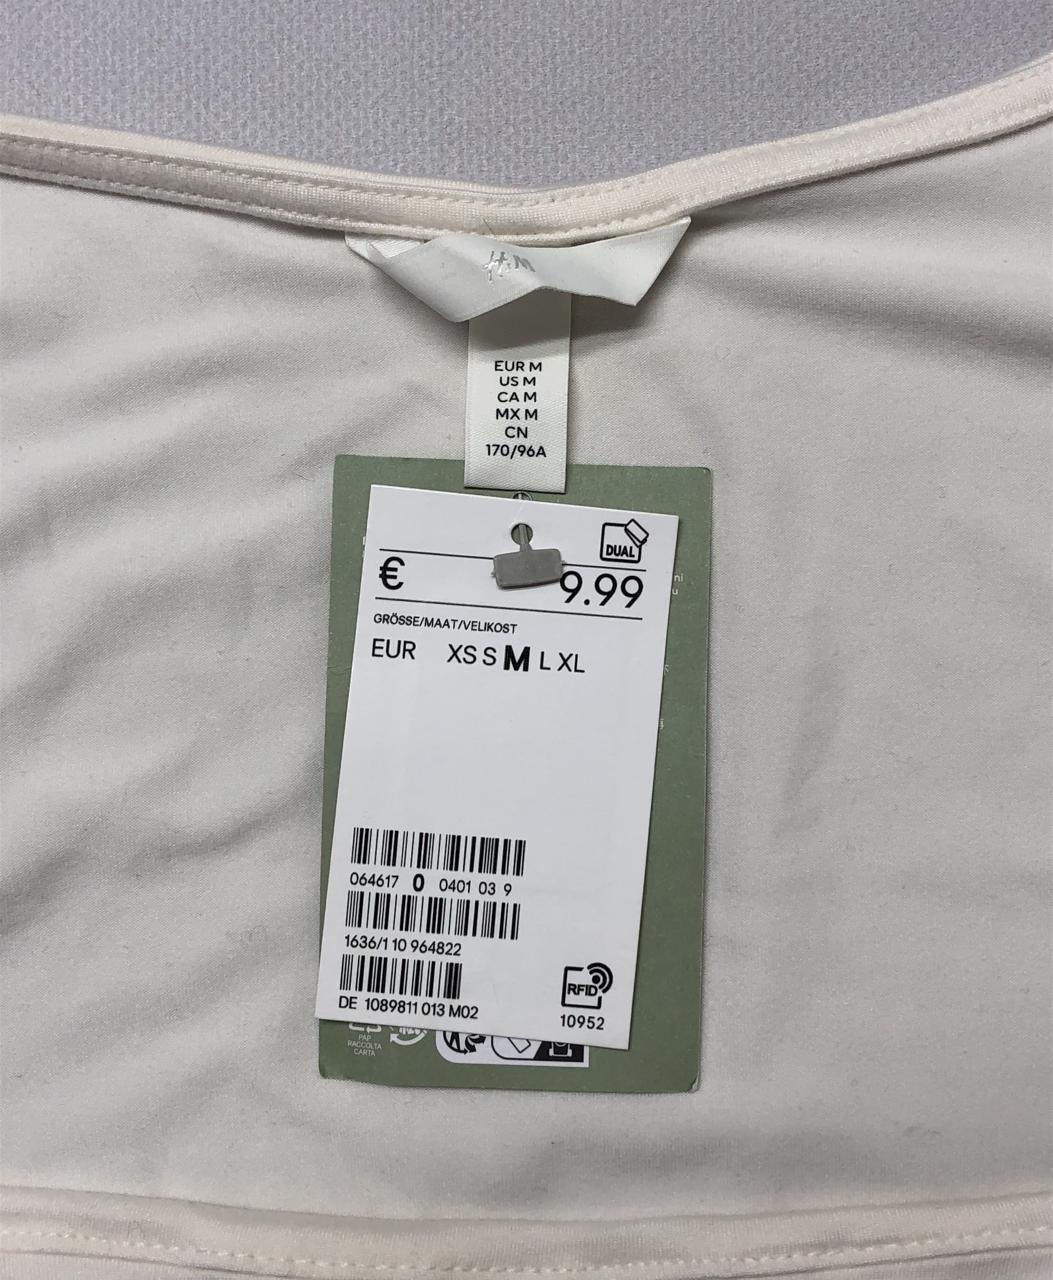 H&M
EUR M
US M
CA M
MX M
CN
170/96A
DUAL
€ 9.99
GRÖSSE/MAAT/VELIKOST
EUR XS S M L XL
064617 0 0401 03 9
1636/1 10 964822
DE 1089811 013 M02
RFID
10952
PAP
RACCOLTA
CARTA